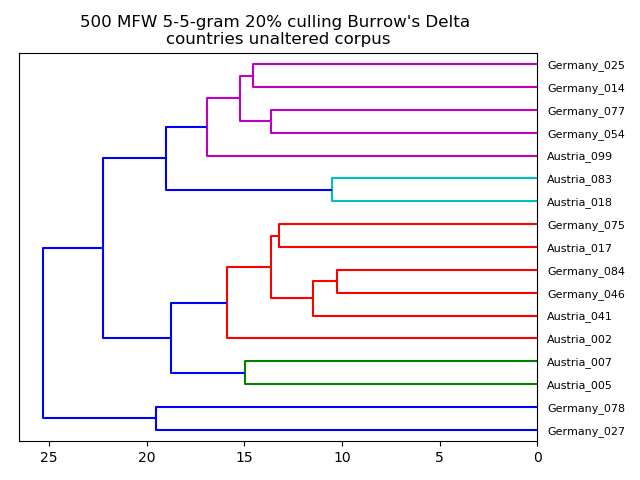 500 MFW 5-5-gram 20% culling Burrow's Delta
countries unaltered corpus
Germany_025
Germany_014
Germany_077
Germany_054
Austria_099
Austria_083
Austria_018
Germany_075
Austria_017
Germany_084
Germany_046
Austria_041
Austria_002
Austria_007
Austria_005
Germany_078
Germany_027
25 20 15 10 5 0